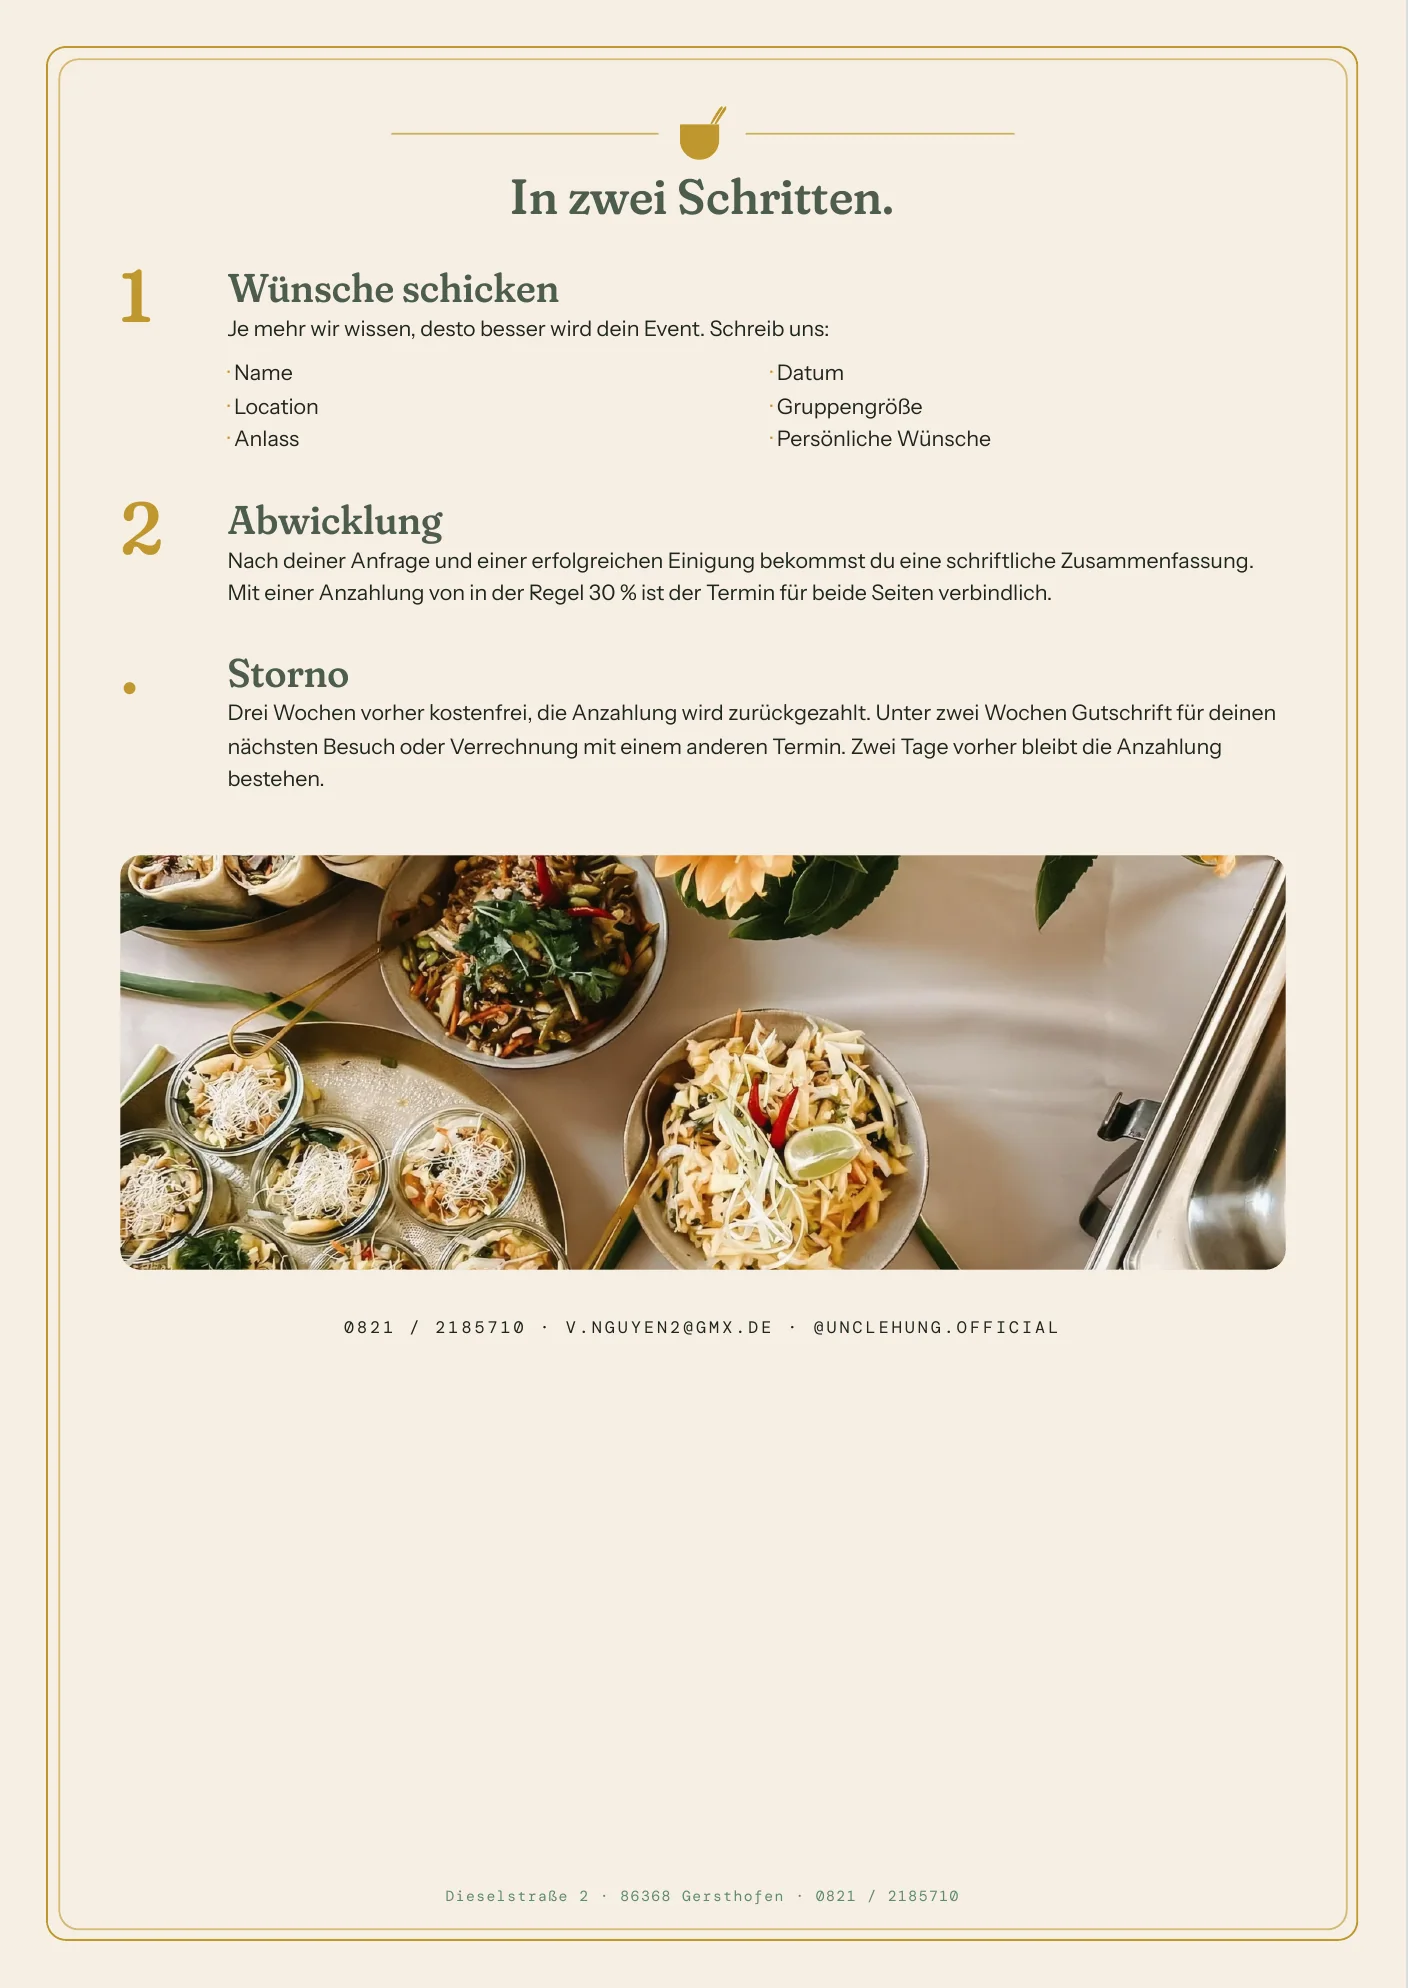 In zwei Schritten.
1
Wünsche schicken
Je mehr wir wissen, desto besser wird dein Event. Schreib uns:
· Name
· Datum
· Location
· Gruppengröße
· Anlass
· Persönliche Wünsche
2
Abwicklung
Nach deiner Anfrage und einer erfolgreichen Einigung bekommst du eine schriftliche Zusammenfassung.
Mit einer Anzahlung von in der Regel 30 % ist der Termin für beide Seiten verbindlich.
·
Storno
Drei Wochen vorher kostenfrei, die Anzahlung wird zurückgezahlt. Unter zwei Wochen Gutschrift für deinen
nächsten Besuch oder Verrechnung mit einem anderen Termin. Zwei Tage vorher bleibt die Anzahlung
bestehen.
0821 / 2185710 · V.NGUYEN2@GMX.DE · @UNCLEHUNG.OFFICIAL
Dieselstraße 2 · 86368 Gersthofen · 0821 / 2185710